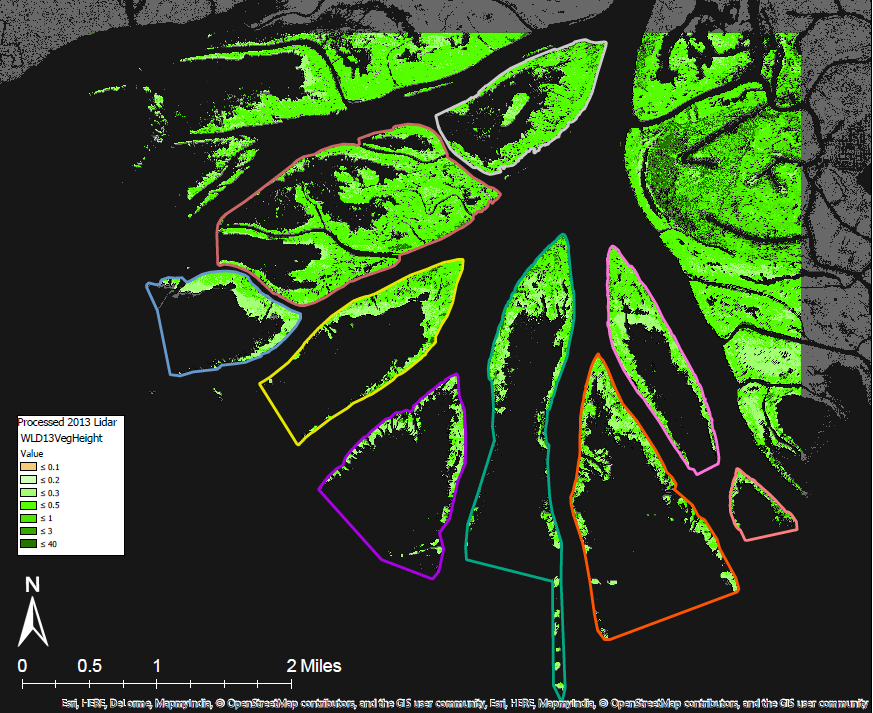 Processed 2013 Lidar
WLD13VegHeight
Value
≤ 0.1
≤ 0.2
≤ 0.3
≤ 0.5
≤ 1
≤ 3
≤ 40
N
0 0.5 1 2 Miles
Esri, HERE, DeLorme, MapmyIndia, © OpenStreetMap contributors, and the GIS user community, Esri, HERE, MapmyIndia, © OpenStreetMap contributors, and the GIS user community